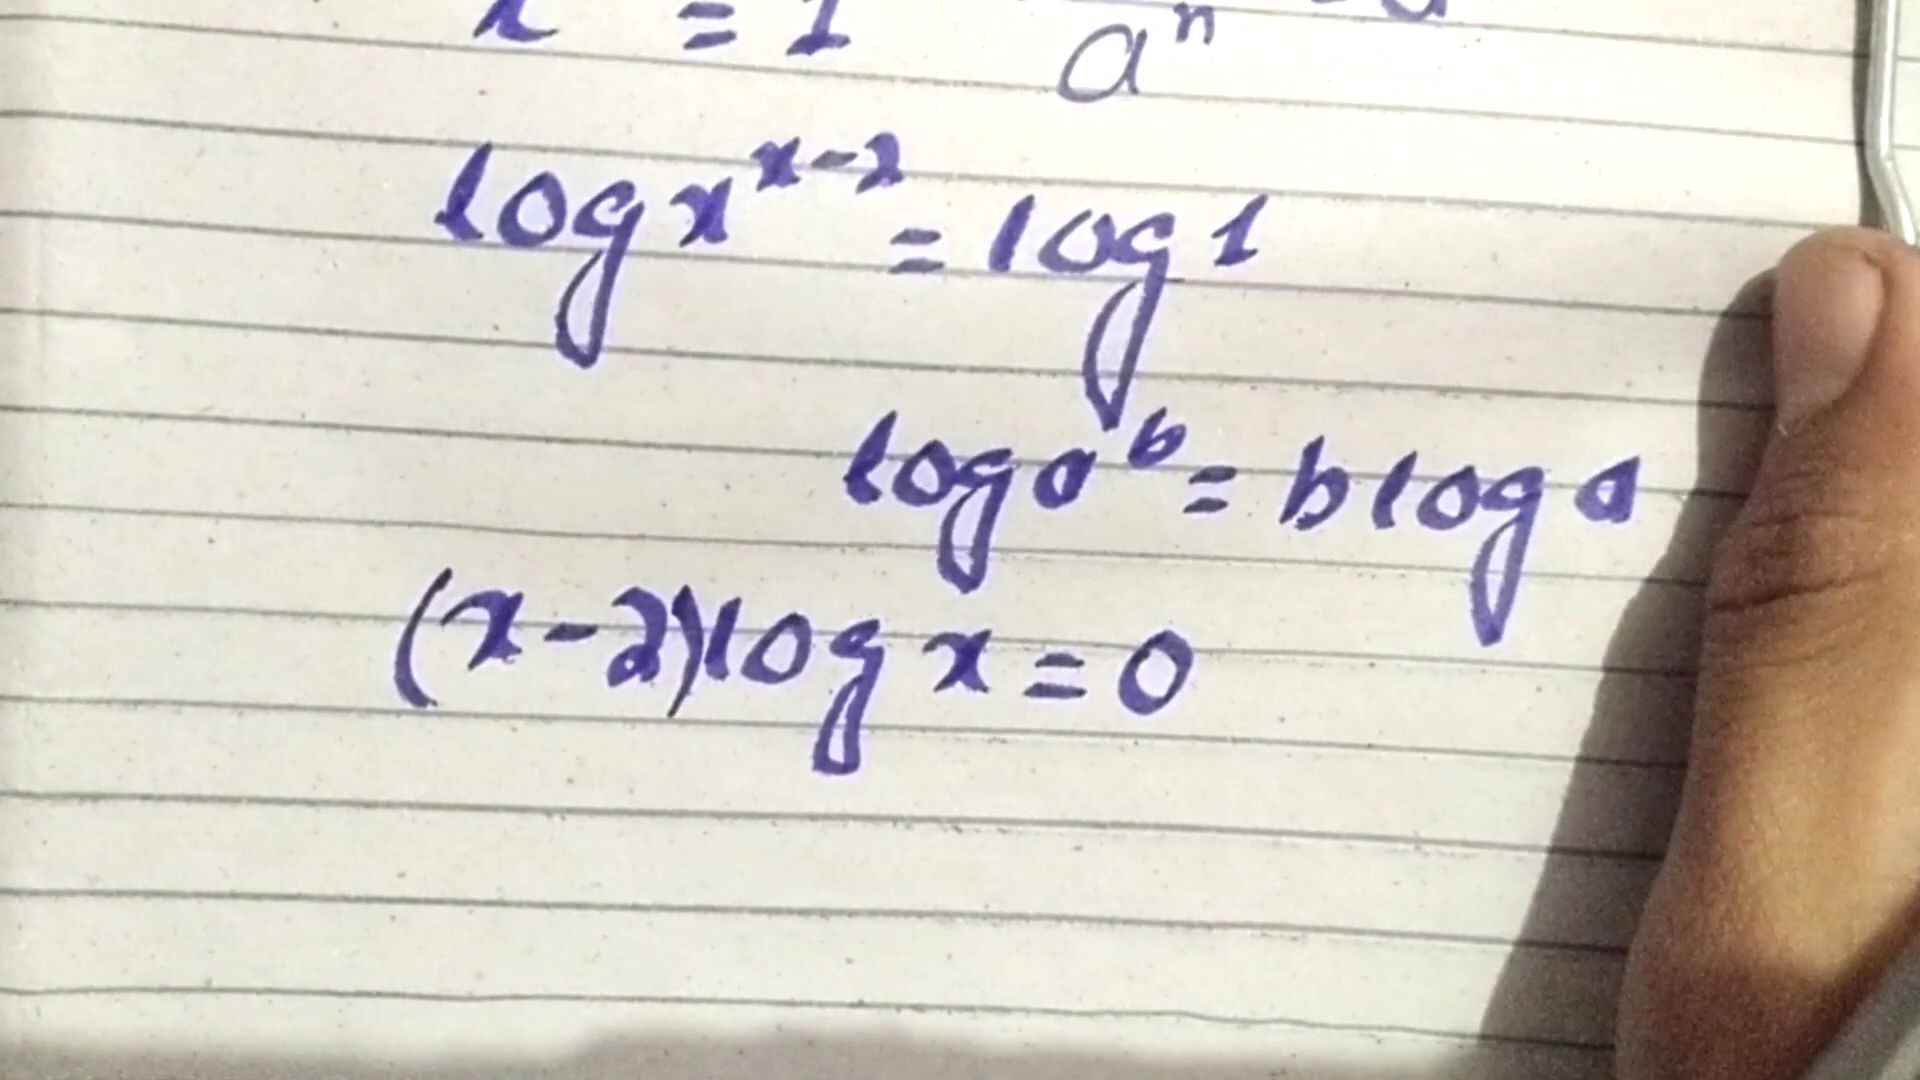 x = 1 aⁿ
log x^(x-2) = log 1
log a^b = b log a
(x-2) log x = 0